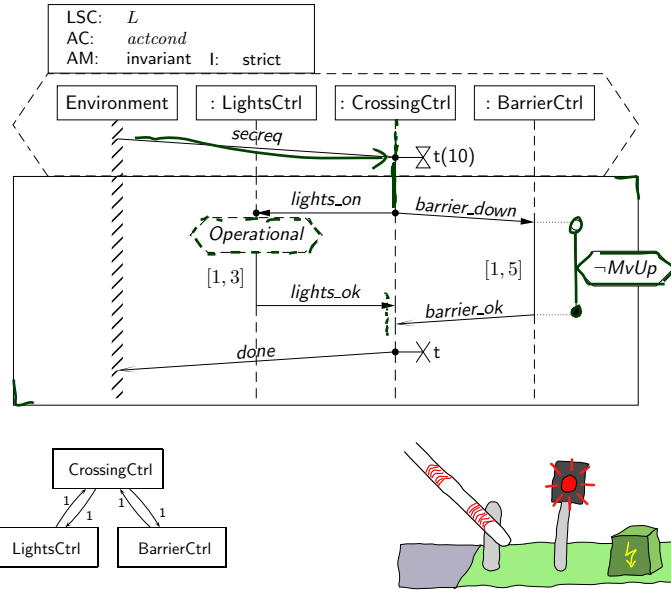 LSC: L
AC: actcond
AM: invariant I: strict
Environment : LightsCtrl : CrossingCtrl : BarrierCtrl
secreq
t(10)
lights_on barrier_down
Operational
¬MvUp
[1, 3] [1, 5]
lights_ok
barrier_ok
done t
CrossingCtrl
1 1 1 1
LightsCtrl BarrierCtrl